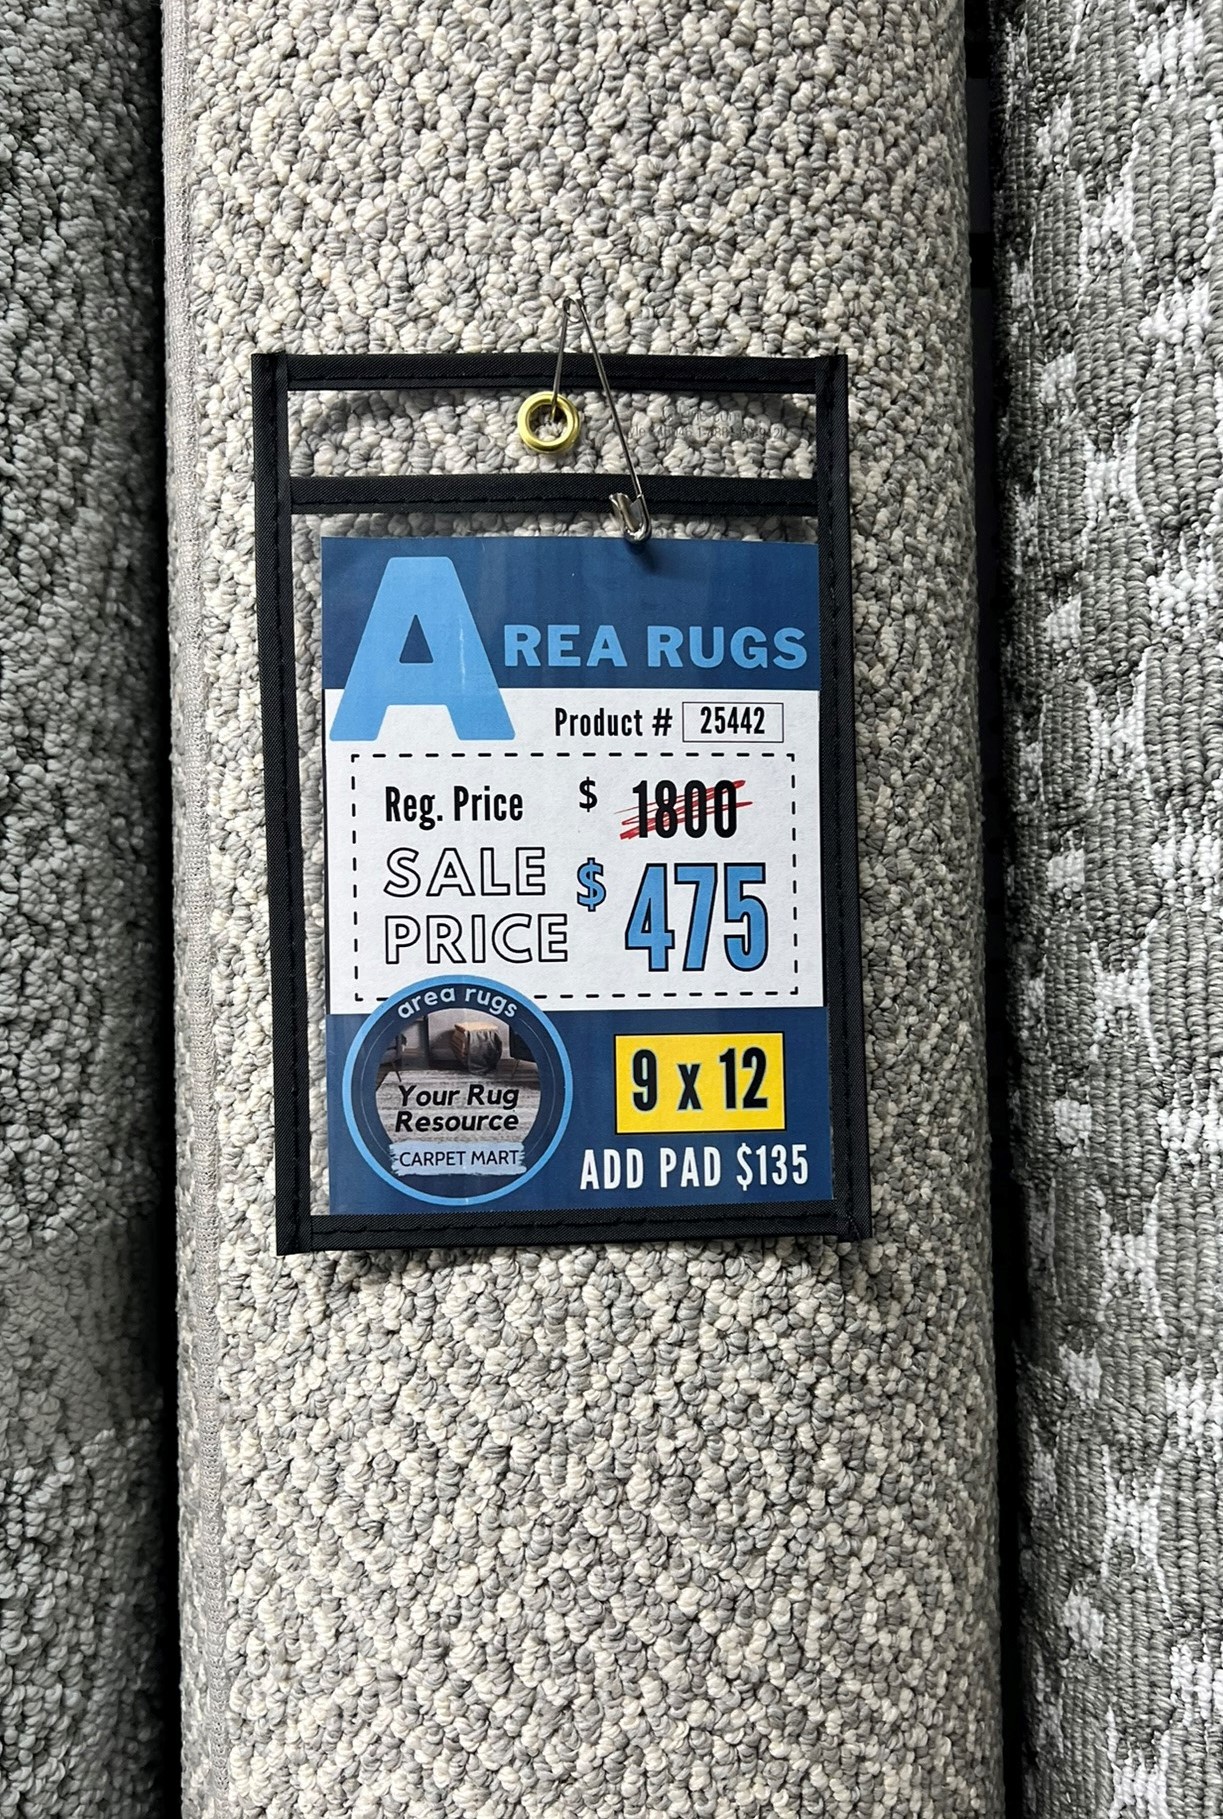 AREA RUGS
Product # 25442
Reg. Price $ 1800
SALE PRICE $ 475
area rugs
Your Rug
Resource
CARPET MART
9 x 12
ADD PAD $135